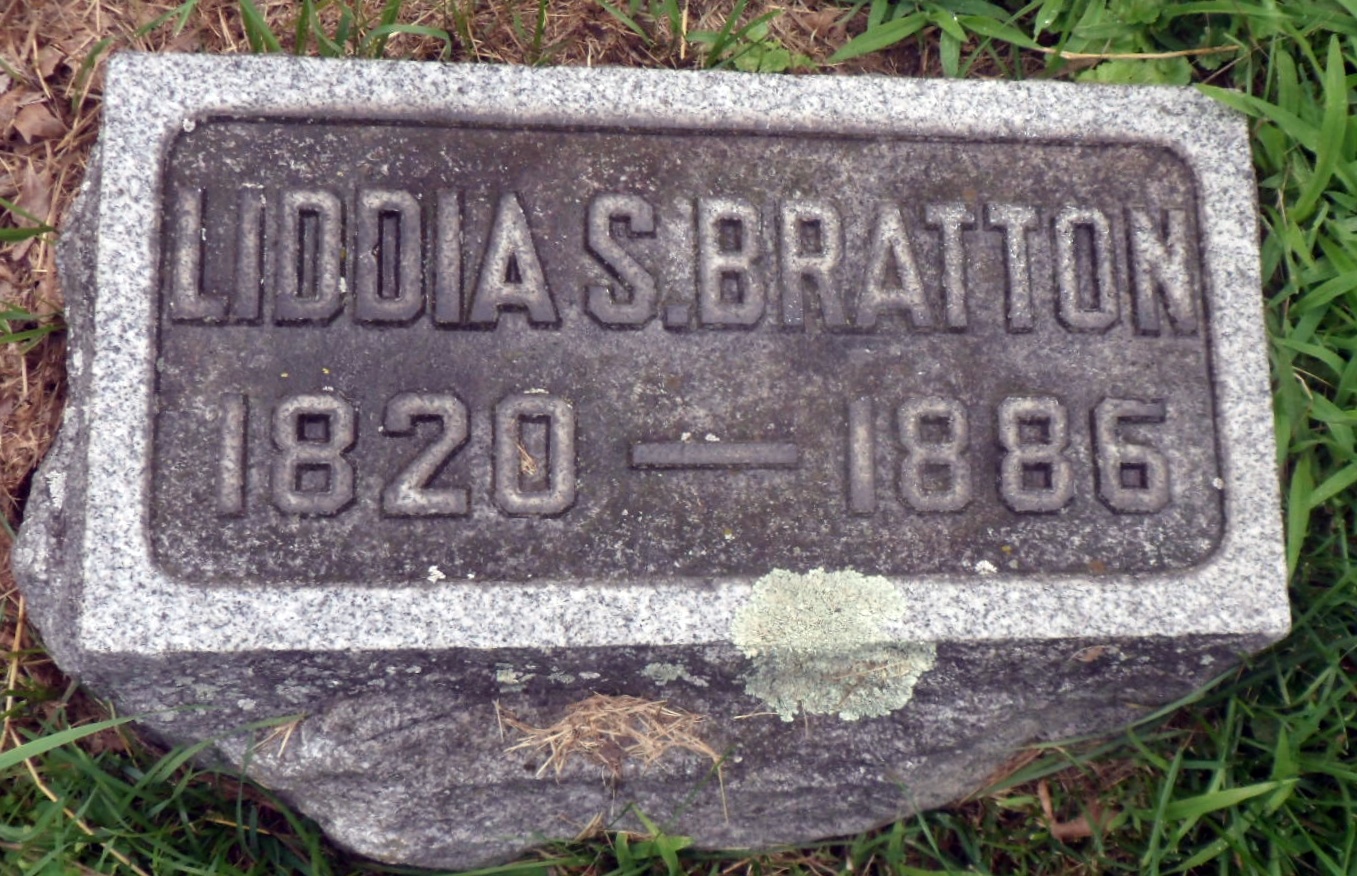 LIDDIA S. BRATTON
1820 — 1886